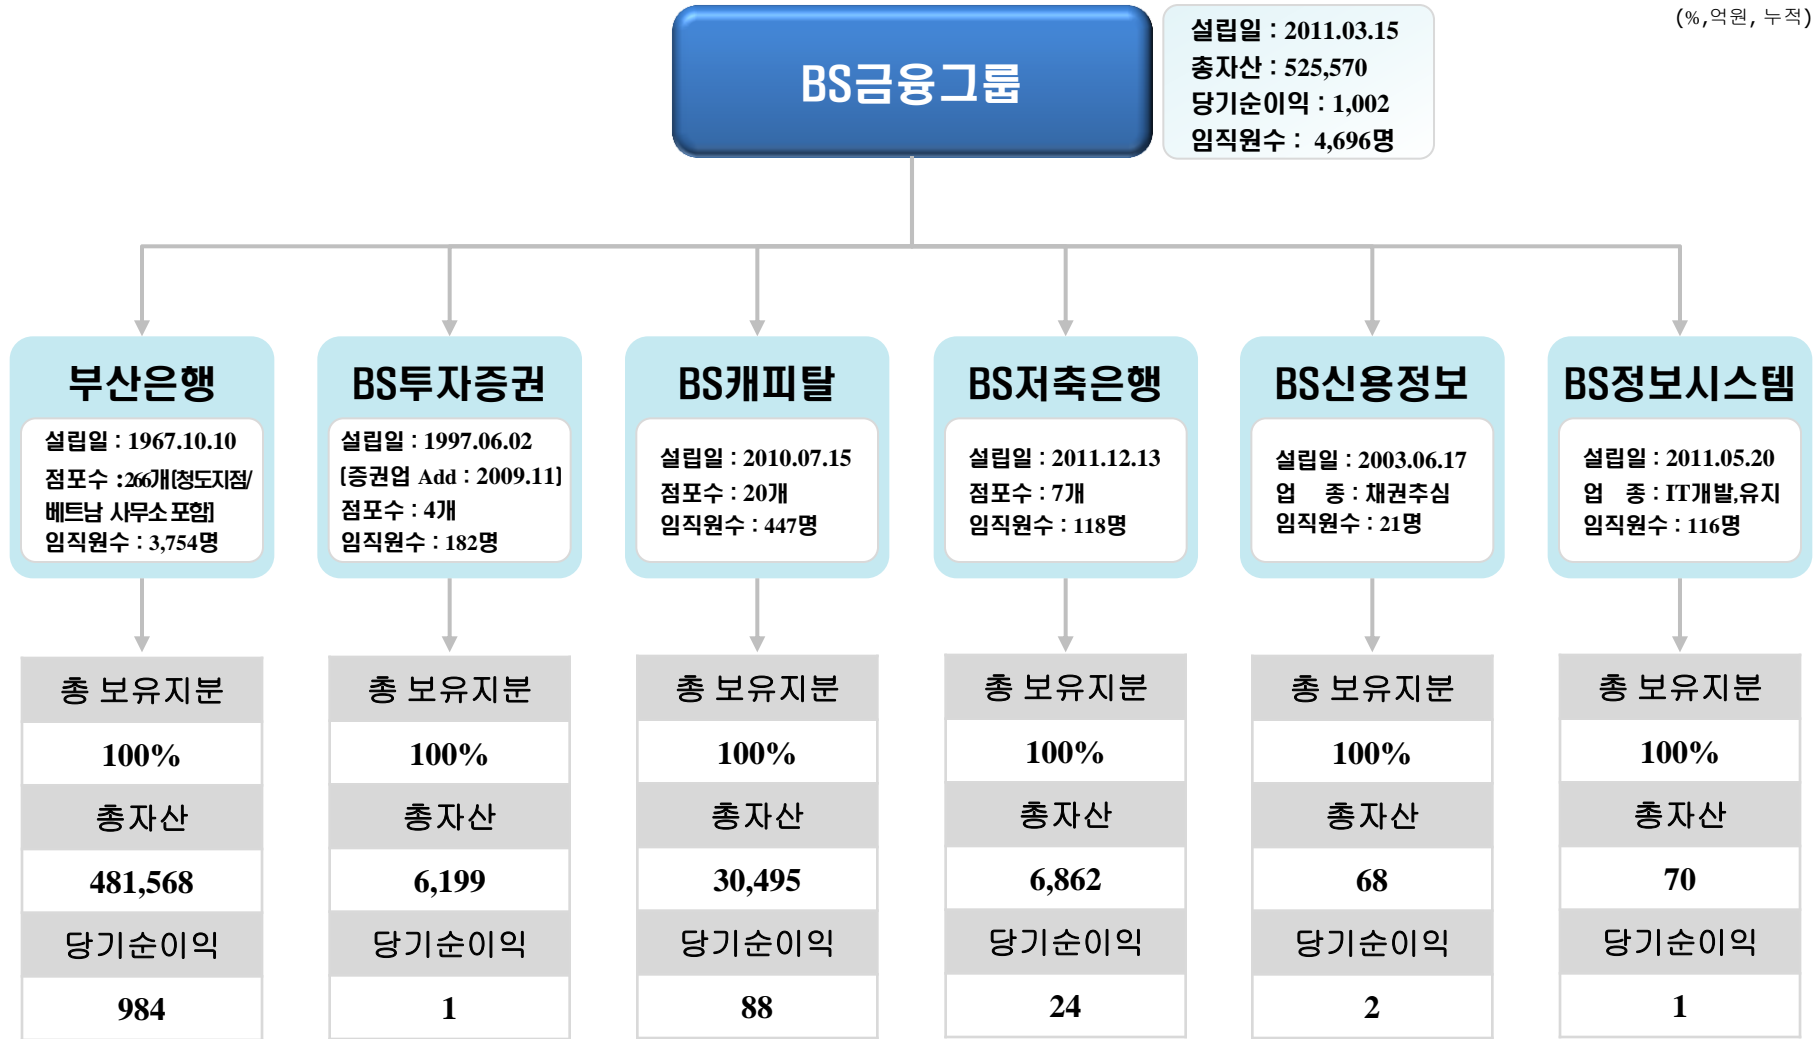 (%,억원, 누적)
BS금융그룹
설립일 : 2011.03.15
총자산 : 525,570
당기순이익 : 1,002
임직원수 : 4,696명
부산은행
설립일 : 1967.10.10
점포수 :266개[청도지점/
베트남 사무소 포함]
임직원수 : 3,754명
BS투자증권
설립일 : 1997.06.02
[증권업 Add : 2009.11]
점포수 : 4개
임직원수 : 182명
BS캐피탈
설립일 : 2010.07.15
점포수 : 20개
임직원수 : 447명
BS저축은행
설립일 : 2011.12.13
점포수 : 7개
임직원수 : 118명
BS신용정보
설립일 : 2003.06.17
업 종 : 채권추심
임직원수 : 21명
BS정보시스템
설립일 : 2011.05.20
업 종 : IT개발,유지
임직원수 : 116명
총 보유지분
100%
총자산
481,568
당기순이익
984
총 보유지분
100%
총자산
6,199
당기순이익
1
총 보유지분
100%
총자산
30,495
당기순이익
88
총 보유지분
100%
총자산
6,862
당기순이익
24
총 보유지분
100%
총자산
68
당기순이익
2
총 보유지분
100%
총자산
70
당기순이익
1